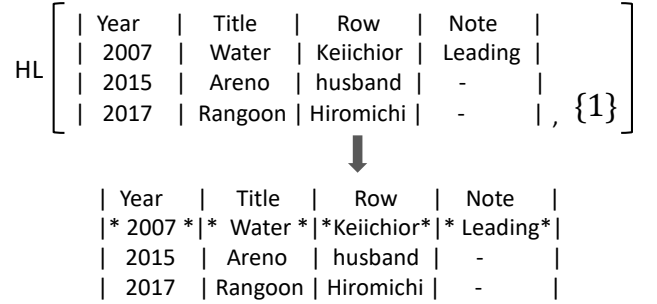 | Year | Title | Row | Note |
| 2007 | Water | Keiichior | Leading |
HL
| 2015 | Areno | husband | - |
| 2017 | Rangoon | Hiromichi | - | , {1}
| Year | Title | Row | Note |
|* 2007 *|* Water *|*Keiichior*|* Leading*|
| 2015 | Areno | husband | - |
| 2017 | Rangoon | Hiromichi | - |